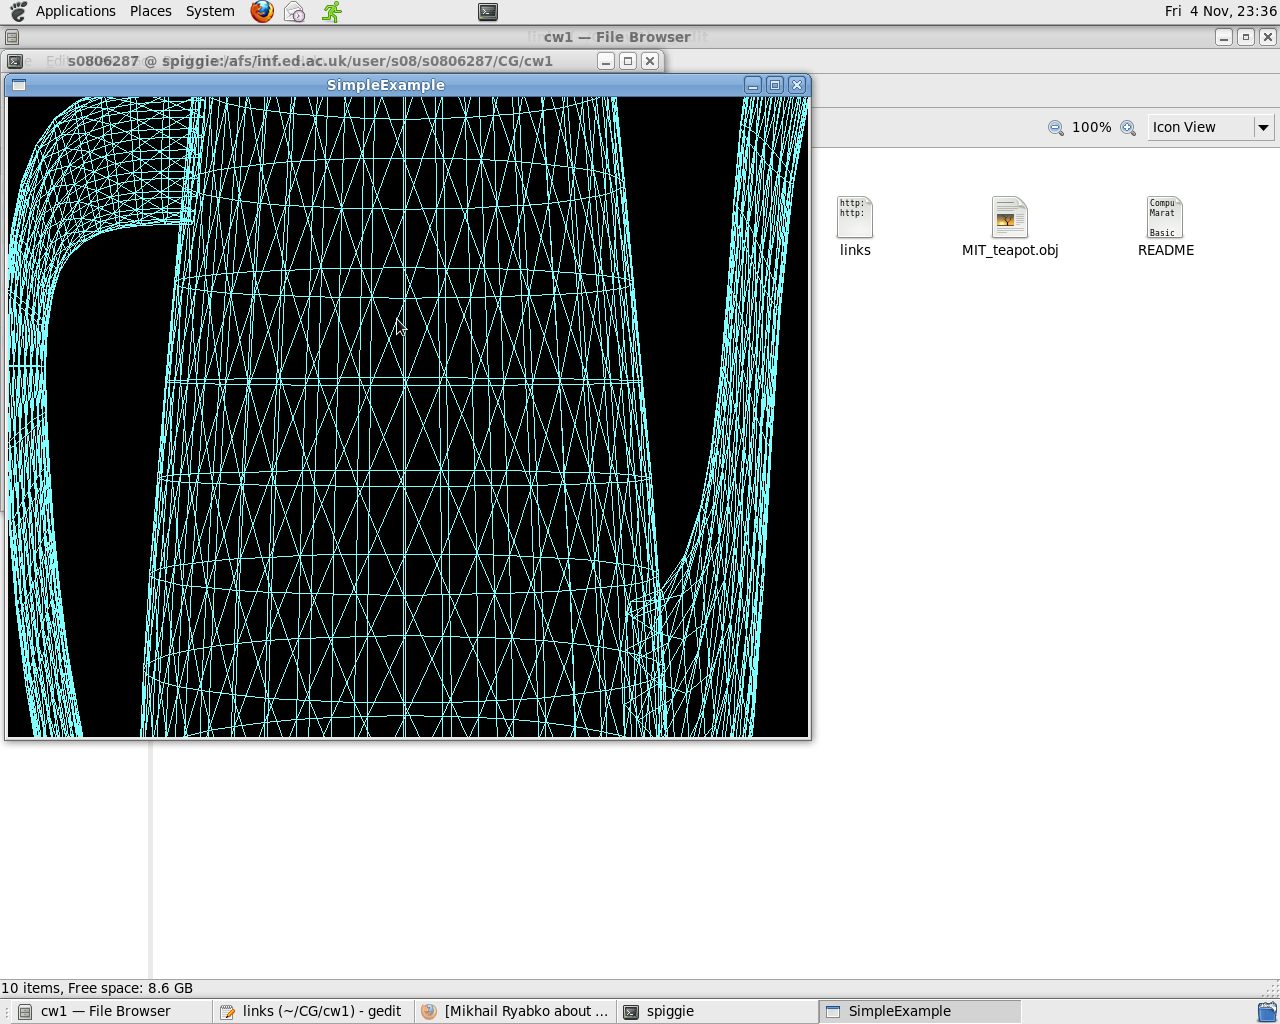 Applications Places System Fri 4 Nov, 23:36
cw1 — File Browser
s0806287 @ spiggie:/afs/inf.ed.ac.uk/user/s08/s0806287/CG/cw1
SimpleExample
100% Icon View
http:
http:
Compu
Marat
Basic
links MIT_teapot.obj README
10 items, Free space: 8.6 GB
cw1 — File Browser links (~/CG/cw1) - gedit [Mikhail Ryabko about ... spiggie SimpleExample